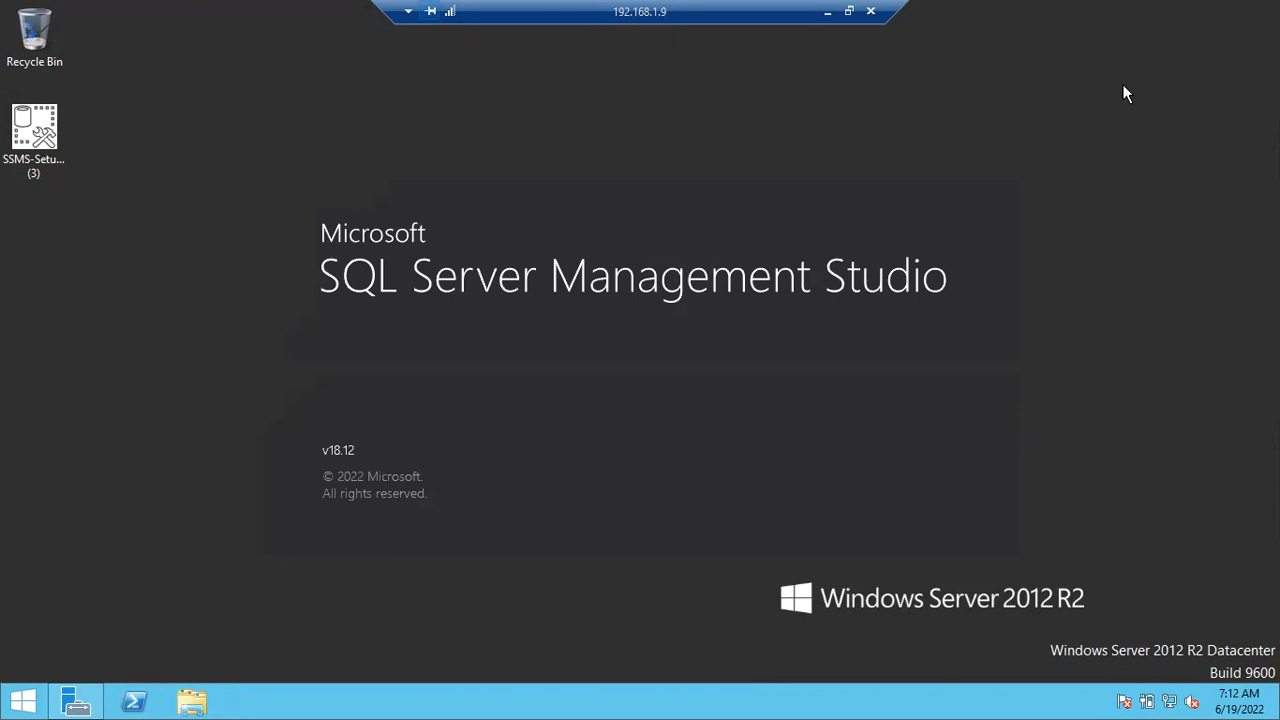 192.168.1.9
Recycle Bin
SSMS-Setu...
(3)
Microsoft
SQL Server Management Studio
v18.12
© 2022 Microsoft.
All rights reserved.
Windows Server 2012 R2
Windows Server 2012 R2 Datacenter
Build 9600
7:12 AM
6/19/2022